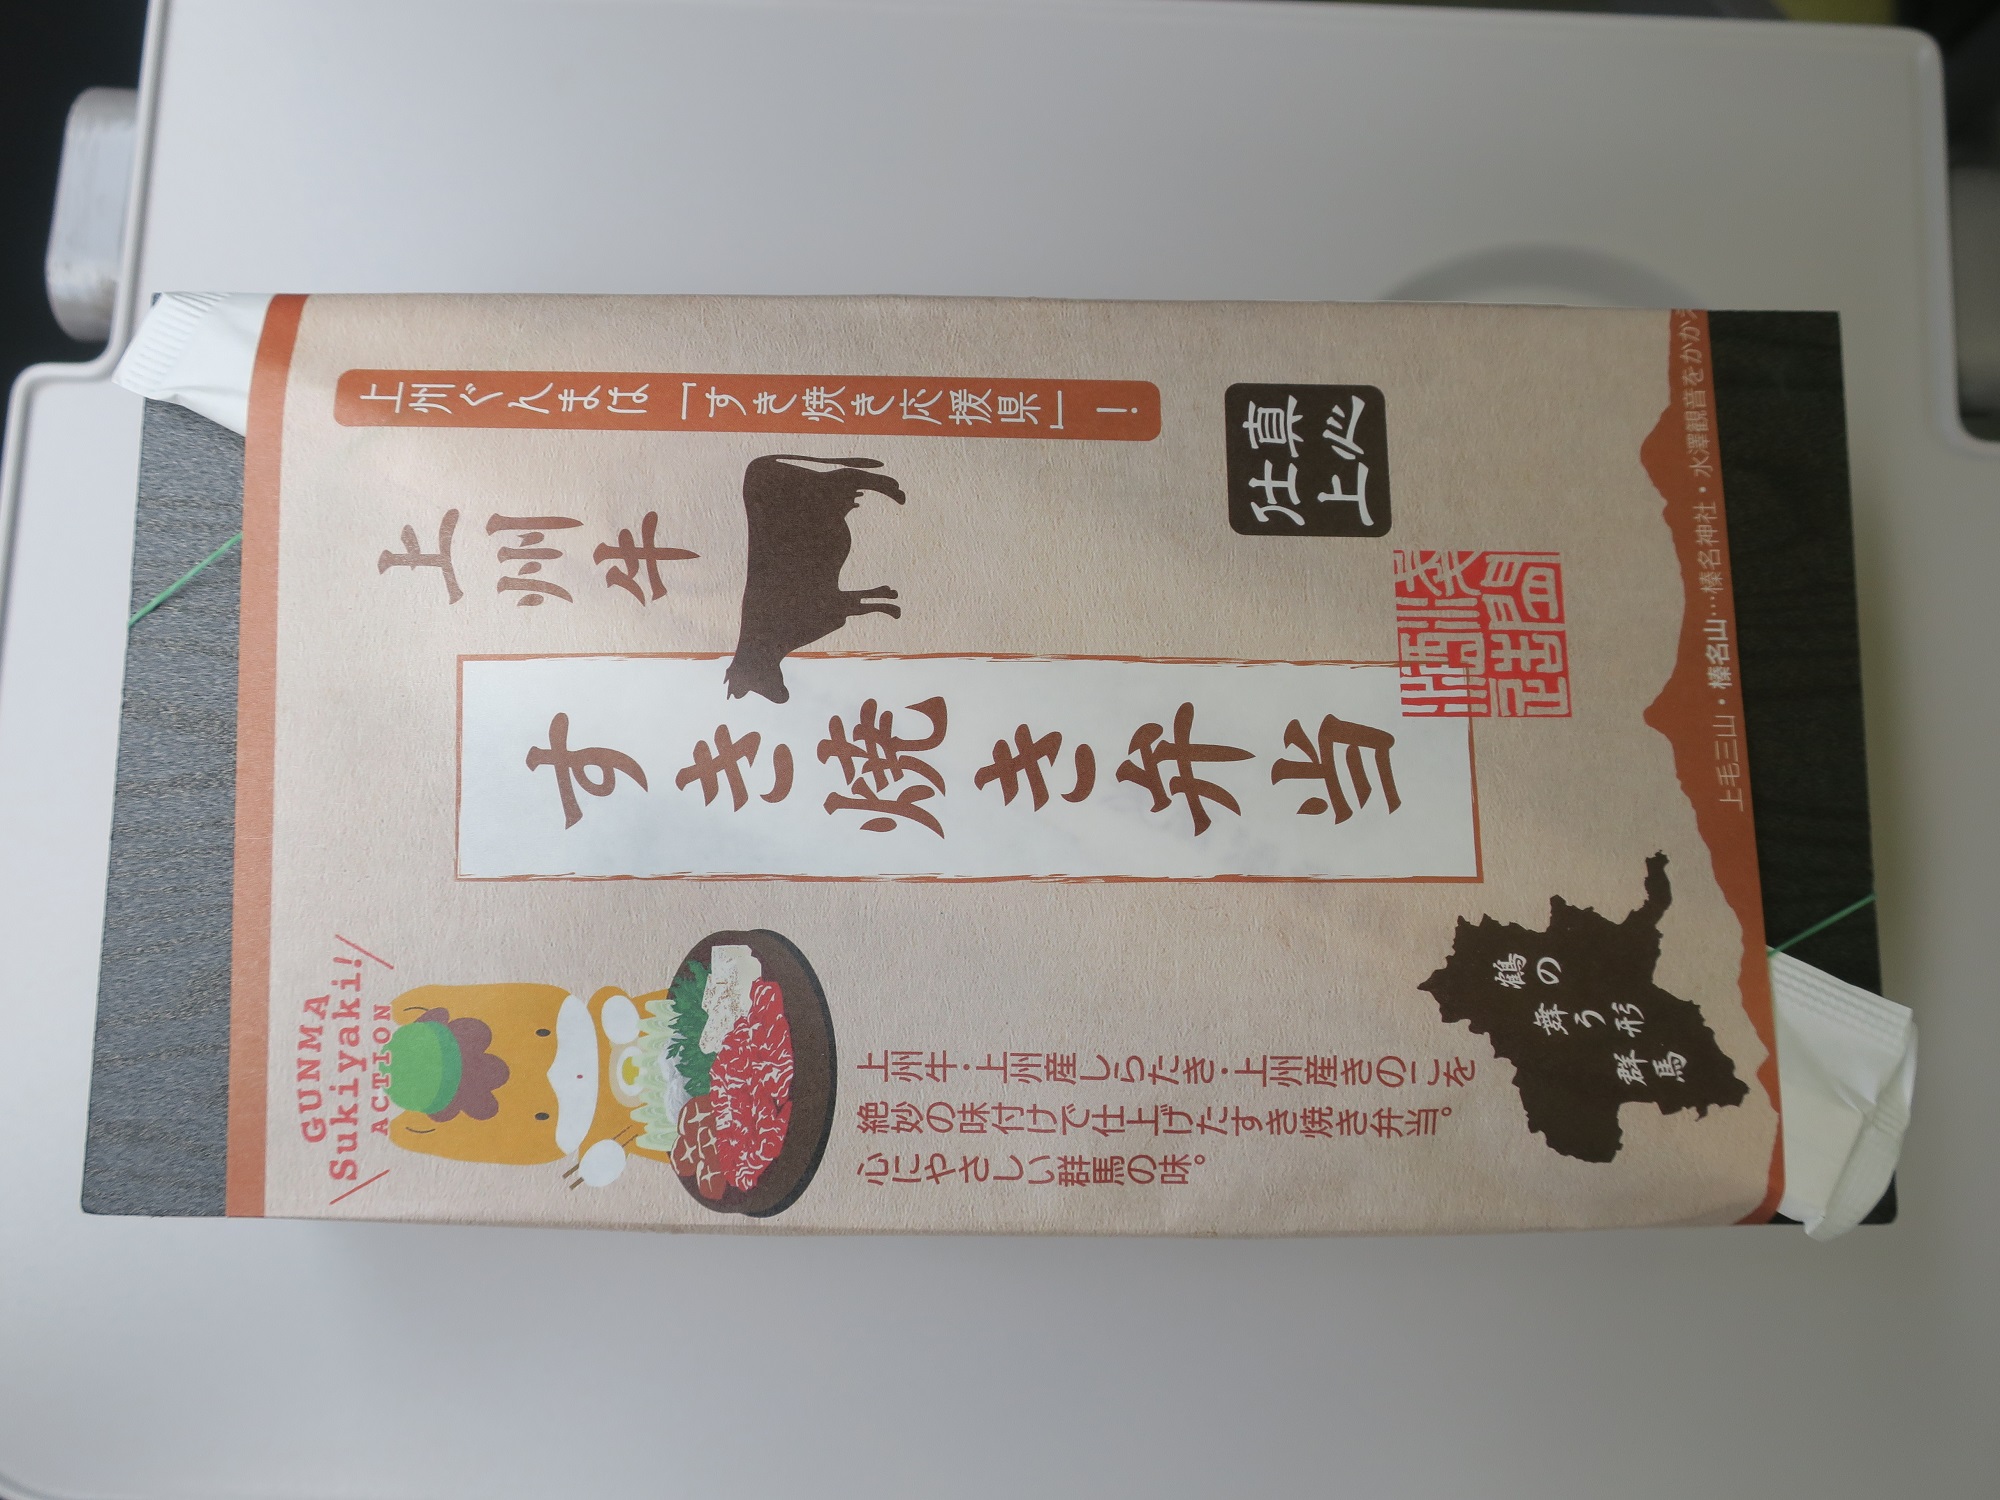 上州ぐんまは「すき焼き応援県」！
上州牛
すき焼き弁当
真心
仕上
GUNMA
Sukiyaki!
ACTION
上州牛・上州産しらたき・上州産きのこを
絶妙の味付けで仕上げたすき焼き弁当。
心にやさしい群馬の味。
鶴の
舞う形
群馬
上毛三山・榛名山…榛名神社・水澤観音をかかえ